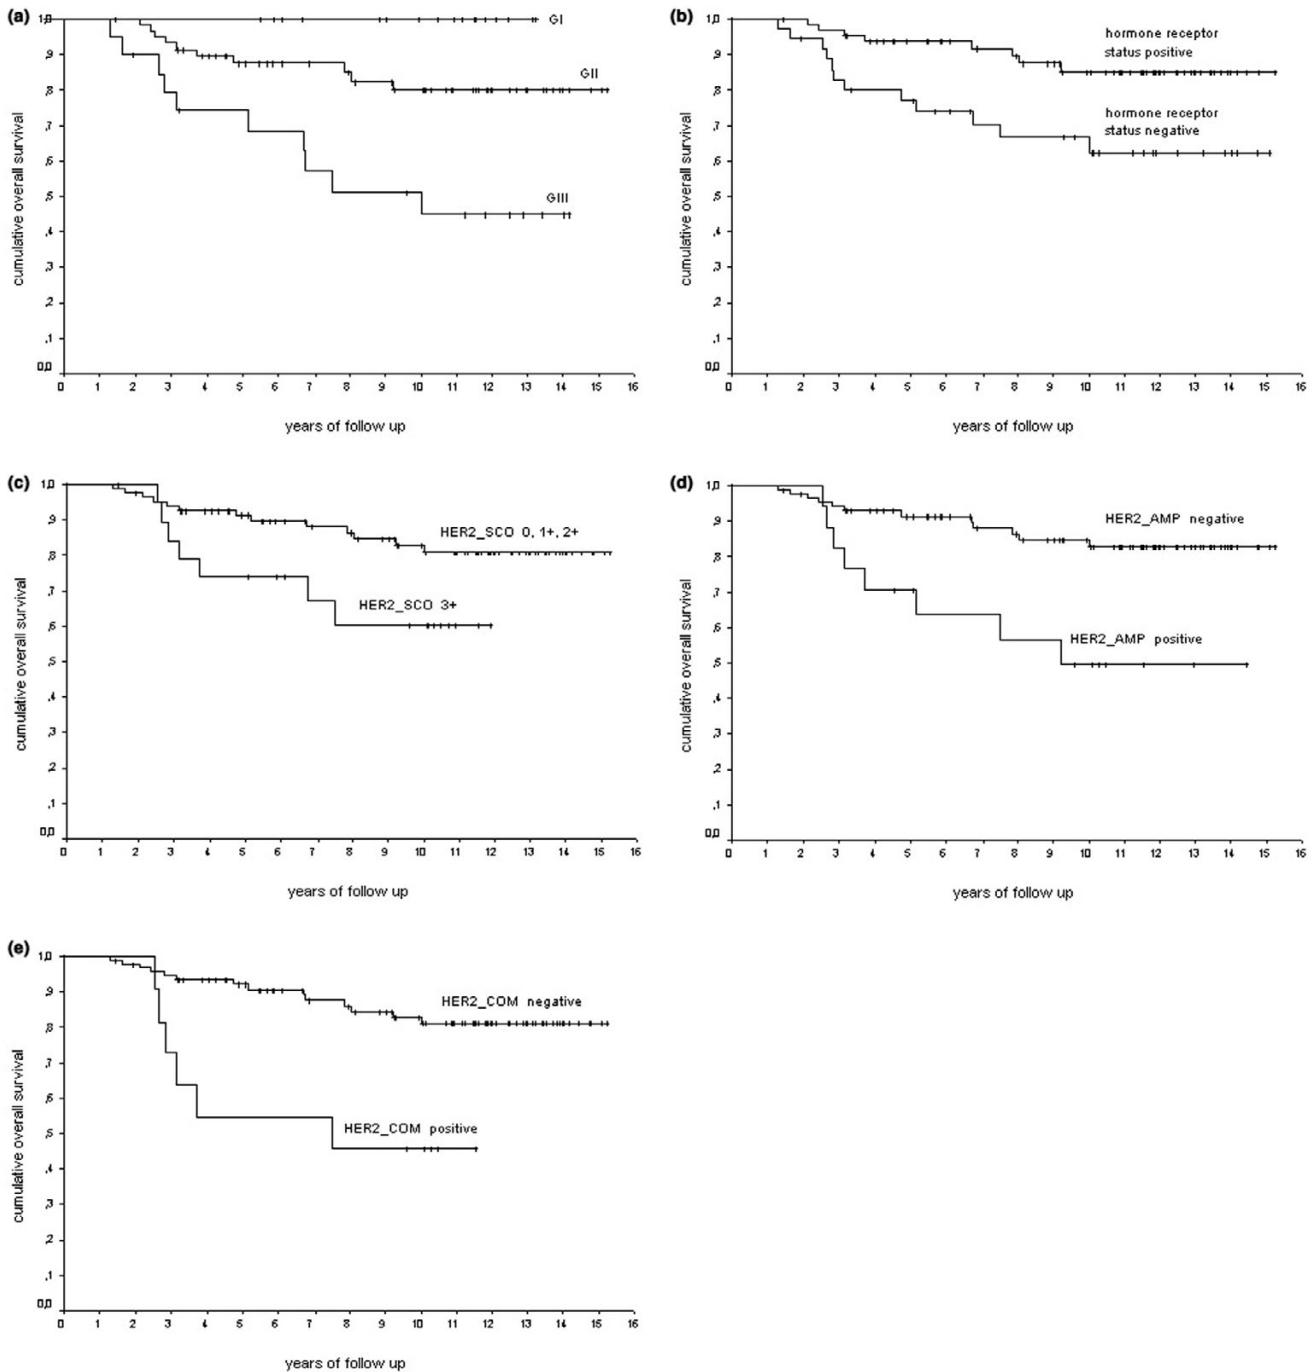 (a)
1,0
,9
,8
,7
,6
,5
,4
,3
,2
,1
0,0
cumulative overall survival
GI
GII
GIII
0 1 2 3 4 5 6 7 8 9 10 11 12 13 14 15 16
years of follow up
(b)
1,0
,9
,8
,7
,6
,5
,4
,3
,2
,1
0,0
cumulative overall survival
hormone receptor
status positive
hormone receptor
status negative
0 1 2 3 4 5 6 7 8 9 10 11 12 13 14 15 16
years of follow up
(c)
1,0
,9
,8
,7
,6
,5
,4
,3
,2
,1
0,0
cumulative overall survival
HER2_SCO 0, 1+, 2+
HER2_SCO 3+
0 1 2 3 4 5 6 7 8 9 10 11 12 13 14 15 16
years of follow up
(d)
1,0
,9
,8
,7
,6
,5
,4
,3
,2
,1
0,0
cumulative overall survival
HER2_AMP negative
HER2_AMP positive
0 1 2 3 4 5 6 7 8 9 10 11 12 13 14 15 16
years of follow up
(e)
1,0
,9
,8
,7
,6
,5
,4
,3
,2
,1
0,0
cumulative overall survival
HER2_COM negative
HER2_COM positive
0 1 2 3 4 5 6 7 8 9 10 11 12 13 14 15 16
years of follow up